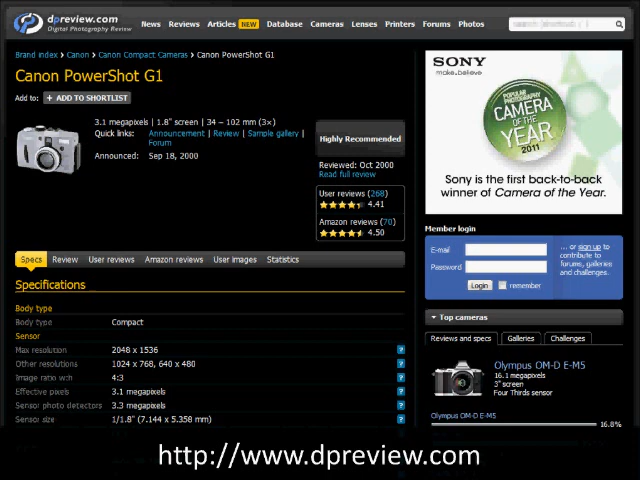 dpreview.com
Digital Photography Review
News Reviews Articles NEW Database Cameras Lenses Printers Forums Photos
Brand index > Canon > Canon Compact Cameras > Canon PowerShot G1
Canon PowerShot G1
Add to: + ADD TO SHORTLIST
3.1 megapixels | 1.8" screen | 34 – 102 mm (3×)
Quick links: Announcement | Review | Sample gallery |
Forum
Announced: Sep 18, 2000
Highly Recommended
Reviewed: Oct 2000
Read full review
User reviews (268)
4.41
Amazon reviews (70)
4.50
SONY
make.believe
POPULAR PHOTOGRAPHY
CAMERA
OF THE
YEAR
2011
Sony is the first back-to-back
winner of Camera of the Year.
Member login
E-mail
Password
Login remember
... or sign up to
contribute to
forums, galleries
and challenges.
Specs Review User reviews Amazon reviews User images Statistics
Specifications
Body type
Body type Compact
Sensor
Max resolution 2048 x 1536
Other resolutions 1024 x 768, 640 x 480
Image ratio w:h 4:3
Effective pixels 3.1 megapixels
Sensor photo detectors 3.3 megapixels
Sensor size 1/1.8" (7.144 x 5.358 mm)
Top cameras
Reviews and specs Galleries Challenges
Olympus OM-D E-M5
16.1 megapixels
3" screen
Four Thirds sensor
Olympus OM-D E-M5
16.8%
http://www.dpreview.com